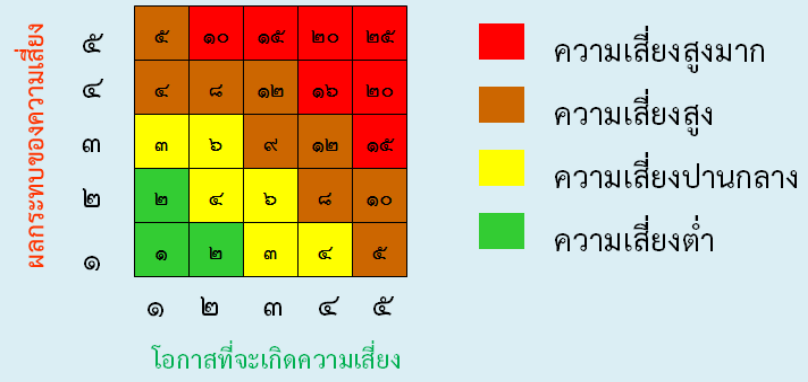 ผลกระทบของความเสี่ยง
๕ ๕ ๑๐ ๑๕ ๒๐ ๒๕
๔ ๔ ๘ ๑๒ ๑๖ ๒๐
๓ ๓ ๖ ๙ ๑๒ ๑๕
๒ ๒ ๔ ๖ ๘ ๑๐
๑ ๑ ๒ ๓ ๔ ๕
๑ ๒ ๓ ๔ ๕
โอกาสที่จะเกิดความเสี่ยง
ความเสี่ยงสูงมาก
ความเสี่ยงสูง
ความเสี่ยงปานกลาง
ความเสี่ยงต่ำ